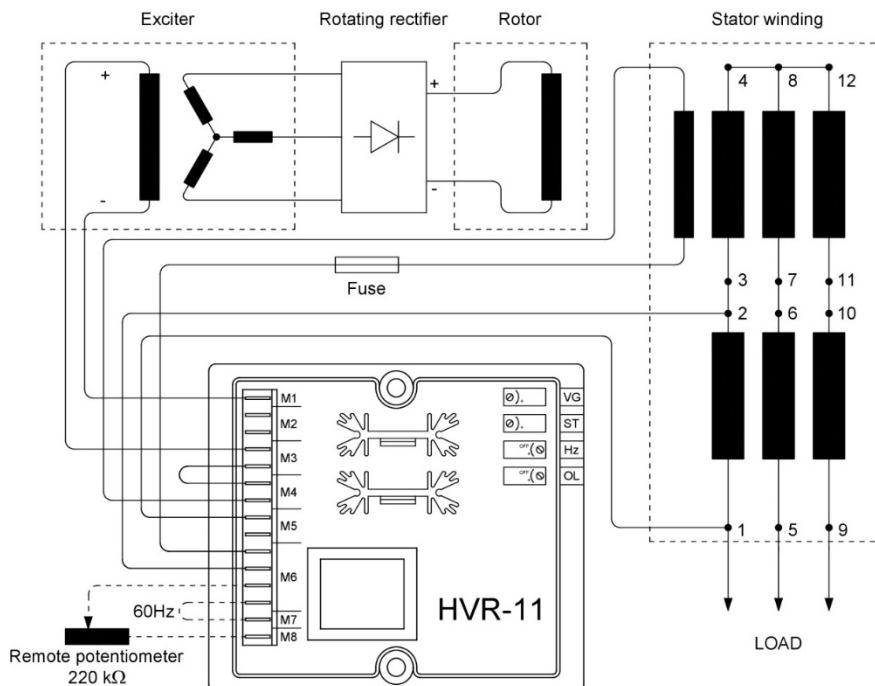 Exciter
Rotating rectifier
Rotor
Stator winding
+
-
+
-
4 8 12
3 7 11
2 6 10
1 5 9
Fuse
M1
M2
M3
M4
M5
M6
M7
M8
VG
ST
OFF Hz
OFF OL
60Hz
HVR-11
Remote potentiometer
220 kΩ
LOAD